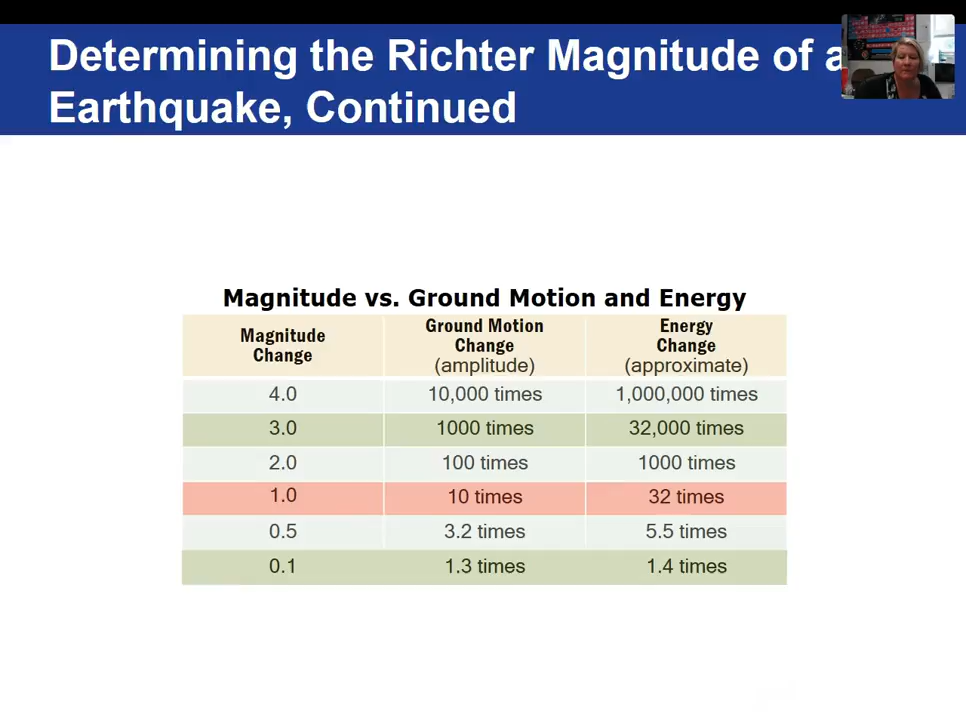 Determining the Richter Magnitude of a
Earthquake, Continued
Magnitude vs. Ground Motion and Energy
Magnitude Change Ground Motion Change (amplitude) Energy Change (approximate)
4.0 10,000 times 1,000,000 times
3.0 1000 times 32,000 times
2.0 100 times 1000 times
1.0 10 times 32 times
0.5 3.2 times 5.5 times
0.1 1.3 times 1.4 times